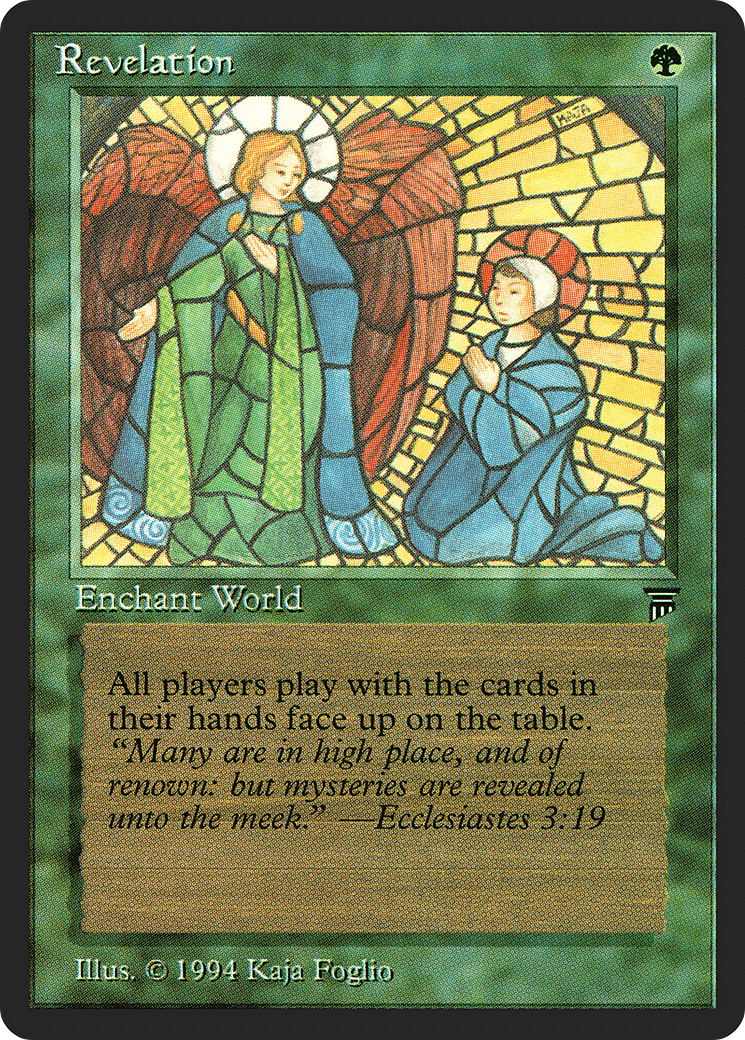 Revelation
KAJA
Enchant World
All players play with the cards in
their hands face up on the table.
“Many are in high place, and of
renown: but mysteries are revealed
unto the meek.” —Ecclesiastes 3:19
Illus. © 1994 Kaja Foglio